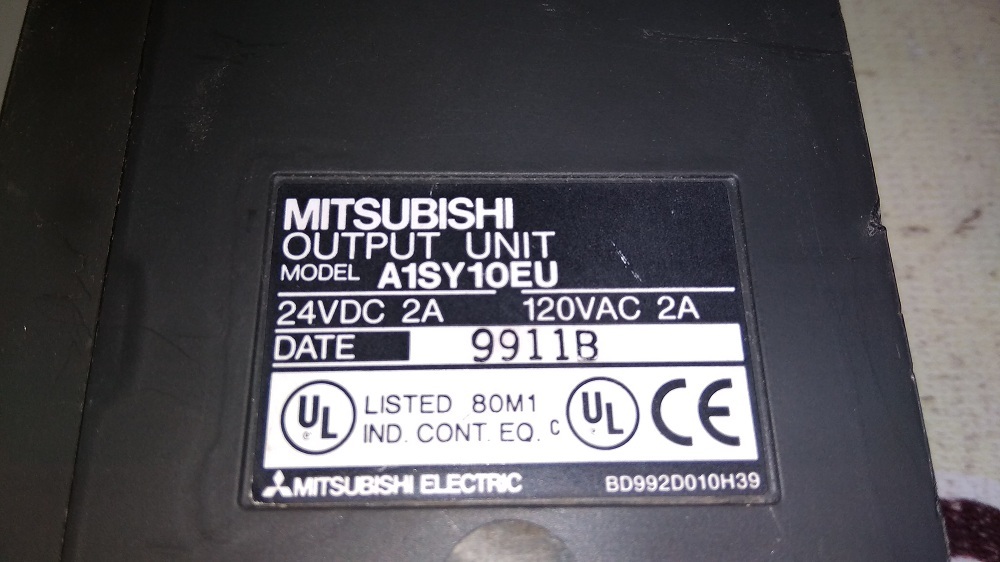 MITSUBISHI
OUTPUT UNIT
MODEL A1SY10EU
24VDC 2A 120VAC 2A
DATE 9911B
UL LISTED 80M1 C UL CE
IND. CONT. EQ.
MITSUBISHI ELECTRIC BD992D010H39